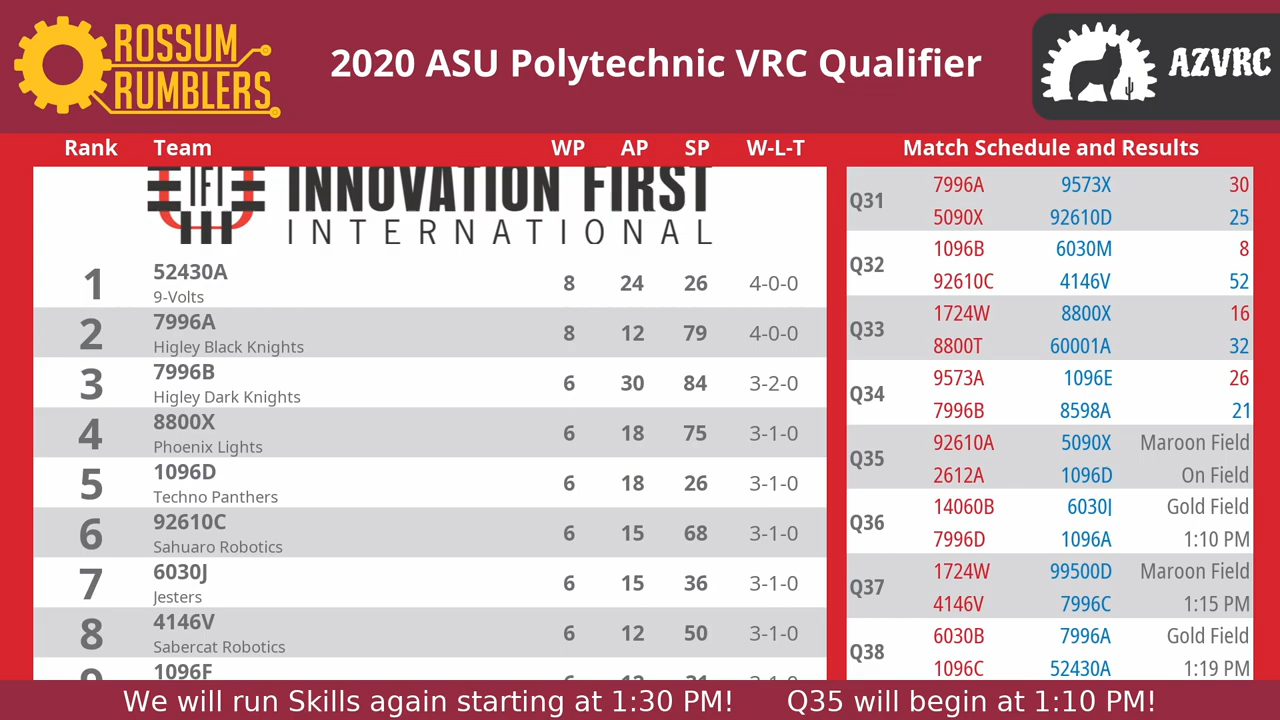 ROSSUM
RUMBLERS
2020 ASU Polytechnic VRC Qualifier
AZVRC
Rank Team WP AP SP W-L-T
IFI INNOVATION FIRST
INTERNATIONAL
1 52430A 8 24 26 4-0-0
9-Volts
2 7996A 8 12 79 4-0-0
Higley Black Knights
3 7996B 6 30 84 3-2-0
Higley Dark Knights
4 8800X 6 18 75 3-1-0
Phoenix Lights
5 1096D 6 18 26 3-1-0
Techno Panthers
6 92610C 6 15 68 3-1-0
Sahuaro Robotics
7 6030J 6 15 36 3-1-0
Jesters
8 4146V 6 12 50 3-1-0
Sabercat Robotics
1096F
Match Schedule and Results
Q31
7996A 9573X 30
5090X 92610D 25
Q32
1096B 6030M 8
92610C 4146V 52
Q33
1724W 8800X 16
8800T 60001A 32
Q34
9573A 1096E 26
7996B 8598A 21
Q35
92610A 5090X Maroon Field
2612A 1096D On Field
Q36
14060B 6030J Gold Field
7996D 1096A 1:10 PM
Q37
1724W 99500D Maroon Field
4146V 7996C 1:15 PM
Q38
6030B 7996A Gold Field
1096C 52430A 1:19 PM
We will run Skills again starting at 1:30 PM! Q35 will begin at 1:10 PM!